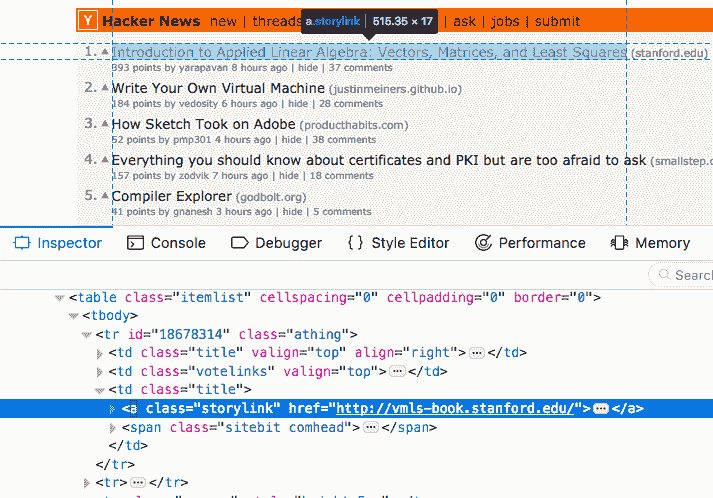 Y Hacker News new | threads a.storylink | 515.35 × 17 | ask | jobs | submit
1. Introduction to Applied Linear Algebra: Vectors, Matrices, and Least Squares (stanford.edu)
393 points by yarapavan 8 hours ago | hide | 37 comments
2. Write Your Own Virtual Machine (justinmeiners.github.io)
184 points by vedosity 6 hours ago | hide | 28 comments
3. How Sketch Took on Adobe (producthabits.com)
52 points by pmp301 4 hours ago | hide | 38 comments
4. Everything you should know about certificates and PKI but are too afraid to ask (smallstep.c
157 points by zodvik 7 hours ago | hide | 18 comments
5. Compiler Explorer (godbolt.org)
41 points by gnanesh 3 hours ago | hide | 5 comments
Inspector Console Debugger {} Style Editor Performance Memory
Search
<table class="itemlist" cellspacing="0" cellpadding="0" border="0">
<tbody>
<tr id="18678314" class="athing">
<td class="title" valign="top" align="right">…</td>
<td class="votelinks" valign="top">…</td>
<td class="title">
<a class="storylink" href="http://vmls-book.stanford.edu/">…</a>
<span class="sitebit comhead">…</span>
</td>
</tr>
<tr>…</tr>